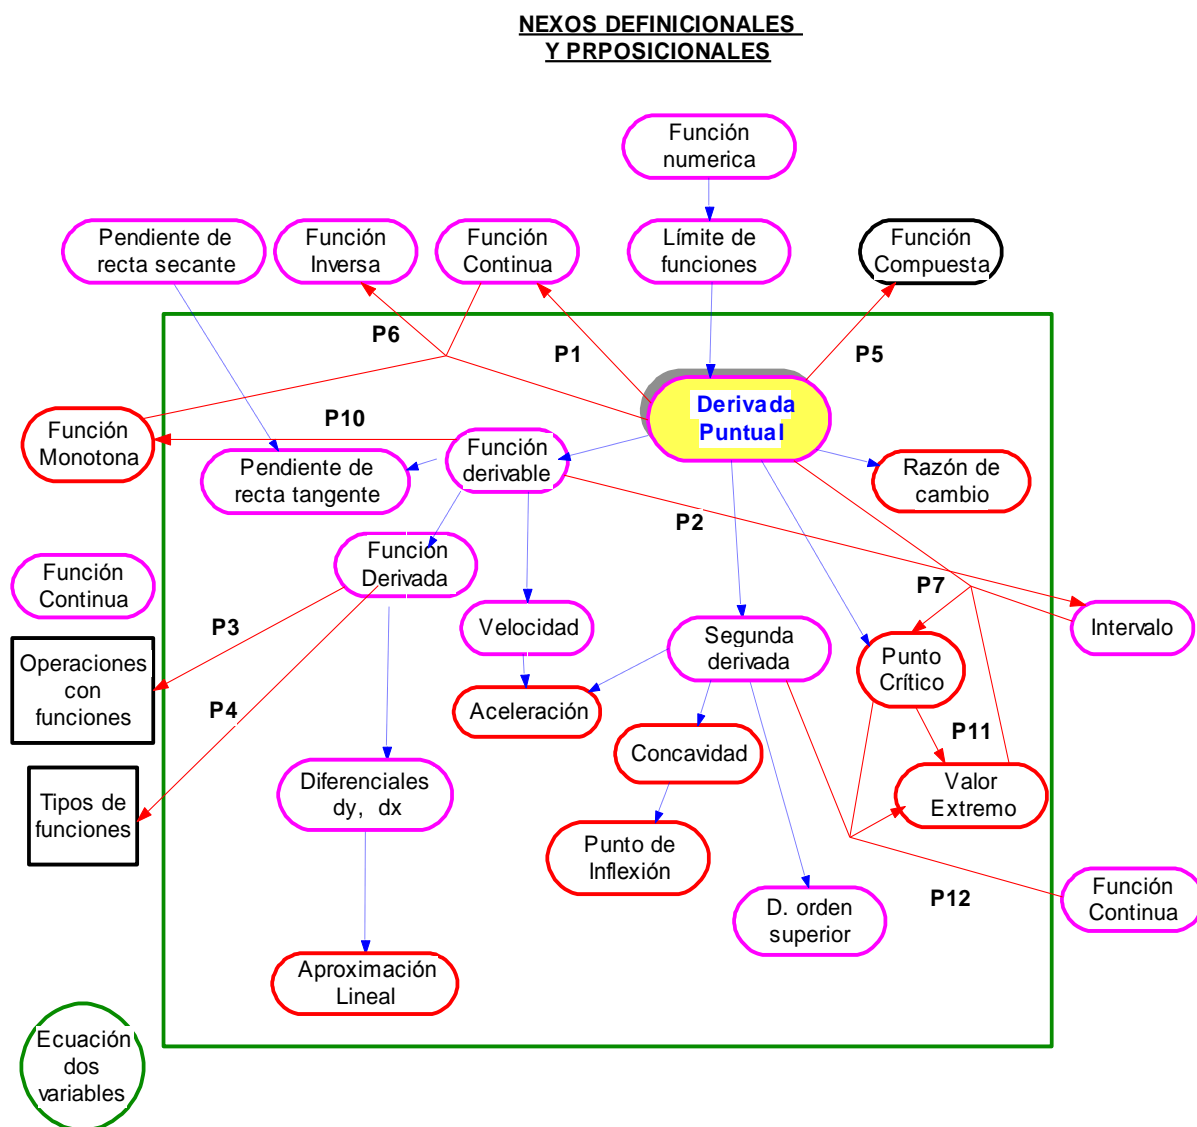 NEXOS DEFINICIONALES
Y PRPOSICIONALES
Función
numerica
Pendiente de
recta secante
Función
Inversa
Función
Continua
Límite de
funciones
Función
Compuesta
P6
P1
P5
Derivada
Puntual
Función
Monotona
P10
Pendiente de
recta tangente
Función
derivable
Razón de
cambio
P2
Función
Derivada
Función
Continua
P7
P3
Velocidad
Segunda
derivada
Punto
Crítico
Intervalo
Operaciones
con
funciones
P4
Aceleración
P11
Concavidad
Diferenciales
dy, dx
Valor
Extremo
Tipos de
funciones
Punto de
Inflexión
P12
D. orden
superior
Función
Continua
Aproximación
Lineal
Ecuación
dos
variables